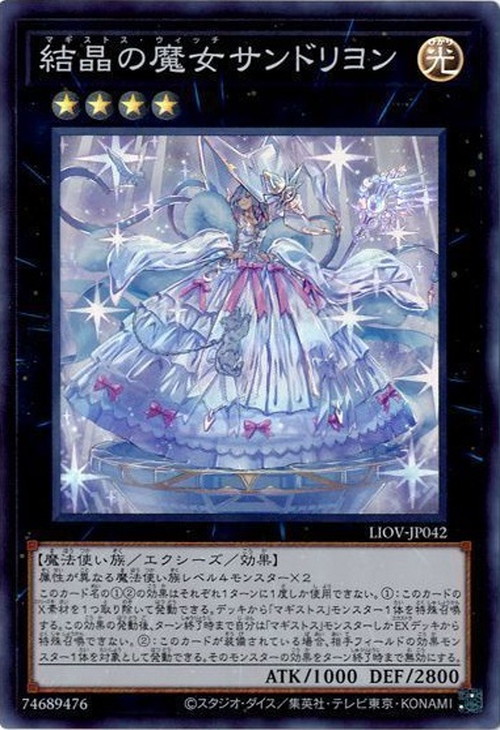 マギストス・ウィッチ
結晶の魔女サンドリヨン
ひかり
光
LIOV-JP042
【魔法使い族／エクシーズ／効果】
属性が異なる魔法使い族レベル４モンスター×２
このカード名の①②の効果はそれぞれ１ターンに１度しか使用できない。①：このカードの
X素材を１つ取り除いて発動できる。デッキから「マギストス」モンスター１体を特殊召喚
する。この効果の発動後、ターン終了時まで自分は「マギストス」モンスターしかEXデッキから
特殊召喚できない。②：このカードが装備されている場合、相手フィールドの効果モン
スター１体を対象として発動できる。そのモンスターの効果をターン終了時まで無効にする。
ATK/1000 DEF/2800
74689476
©スタジオ・ダイス／集英社・テレビ東京・KONAMI